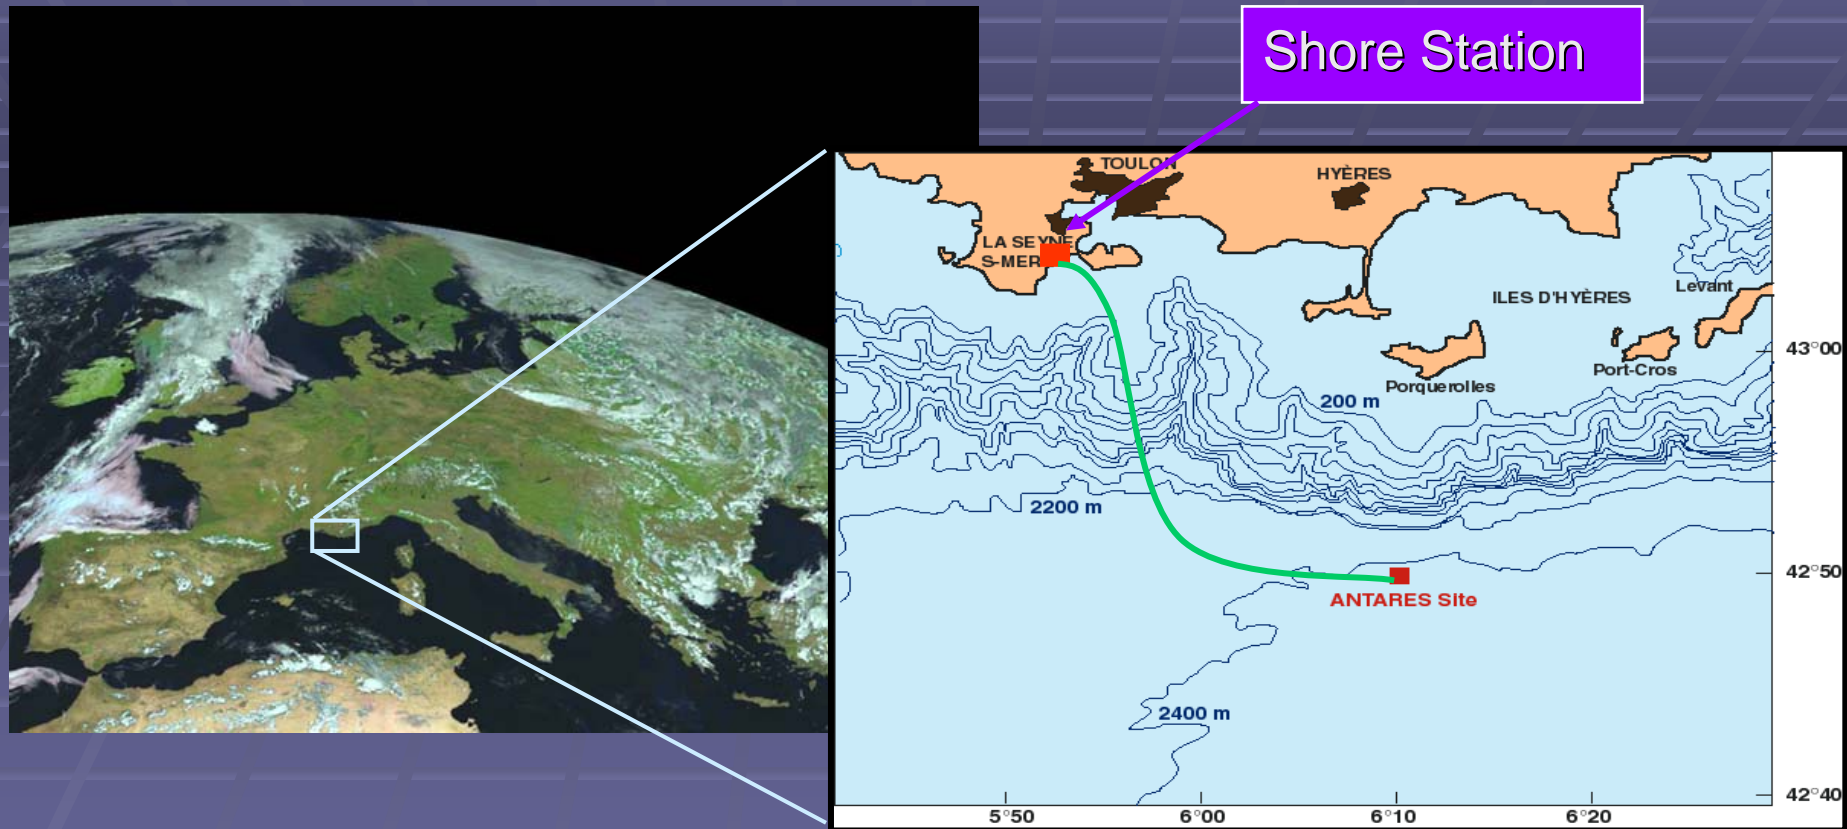 Shore Station
TOULON
HYÈRES
LA SEYNE
S-MER
Levant
ILES D'HYÈRES
43°00
Port-Cros
Porquerolles
200 m
2200 m
42°50
ANTARES Site
2400 m
42°40
5°50
6°00
6°10
6°20